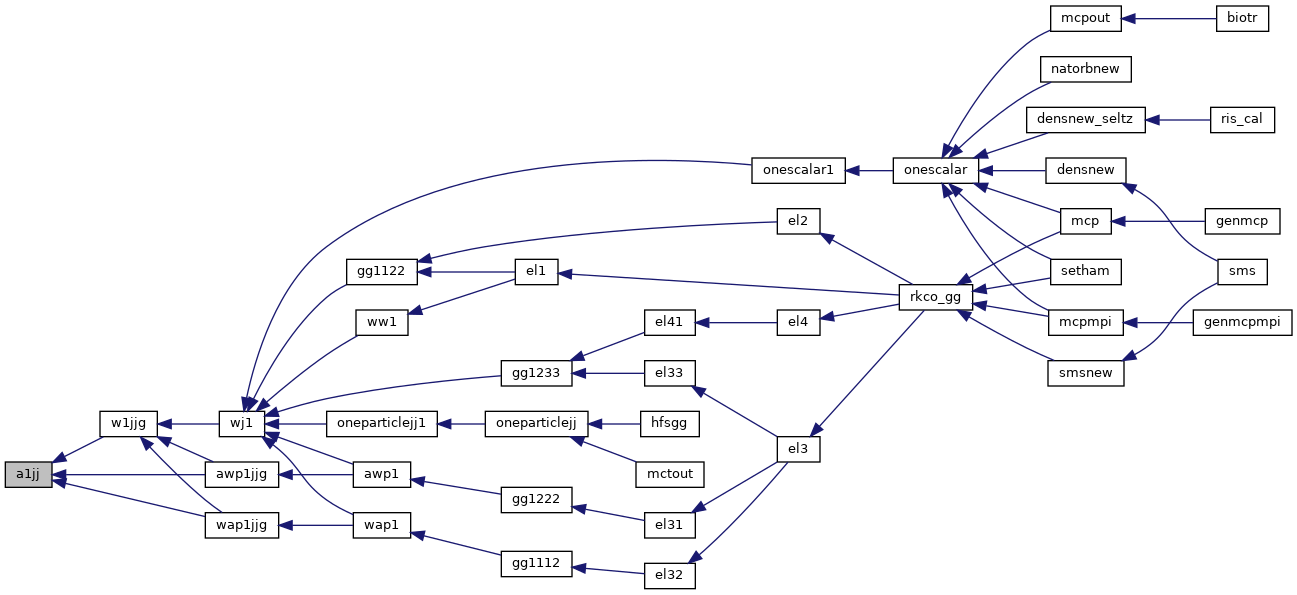 mcpout
biotr
natorbnew
densnew_seltz
ris_cal
onescalar1
onescalar
densnew
mcp
genmcp
el2
gg1122
el1
setham
sms
rkco_gg
ww1
el41
el4
mcpmpi
genmcpmpi
gg1233
el33
smsnew
w1jjg
wj1
oneparticlejj1
oneparticlejj
hfsgg
el3
a1jj
awp1jjg
awp1
mctout
gg1222
wap1jjg
wap1
el31
gg1112
el32